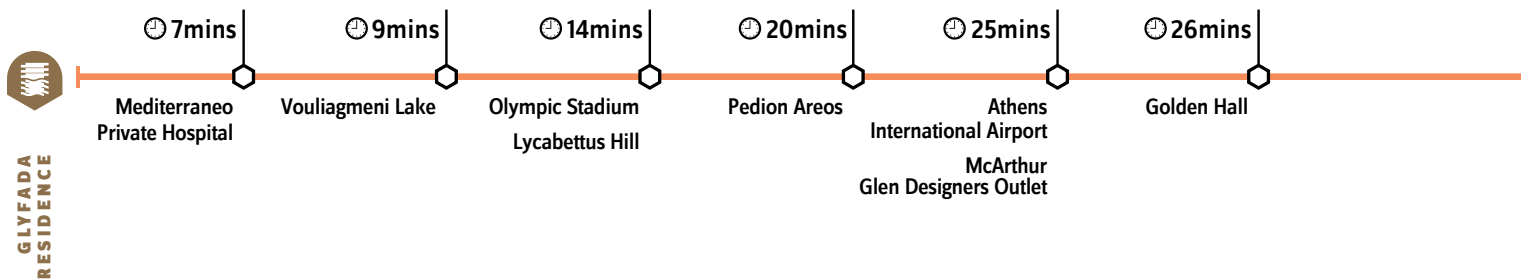 7mins
9mins
14mins
20mins
25mins
26mins
Mediterraneo
Private Hospital
Vouliagmeni Lake
Olympic Stadium
Lycabettus Hill
Pedion Areos
Athens
International Airport
McArthur
Glen Designers Outlet
Golden Hall
GLYFADA
RESIDENCE